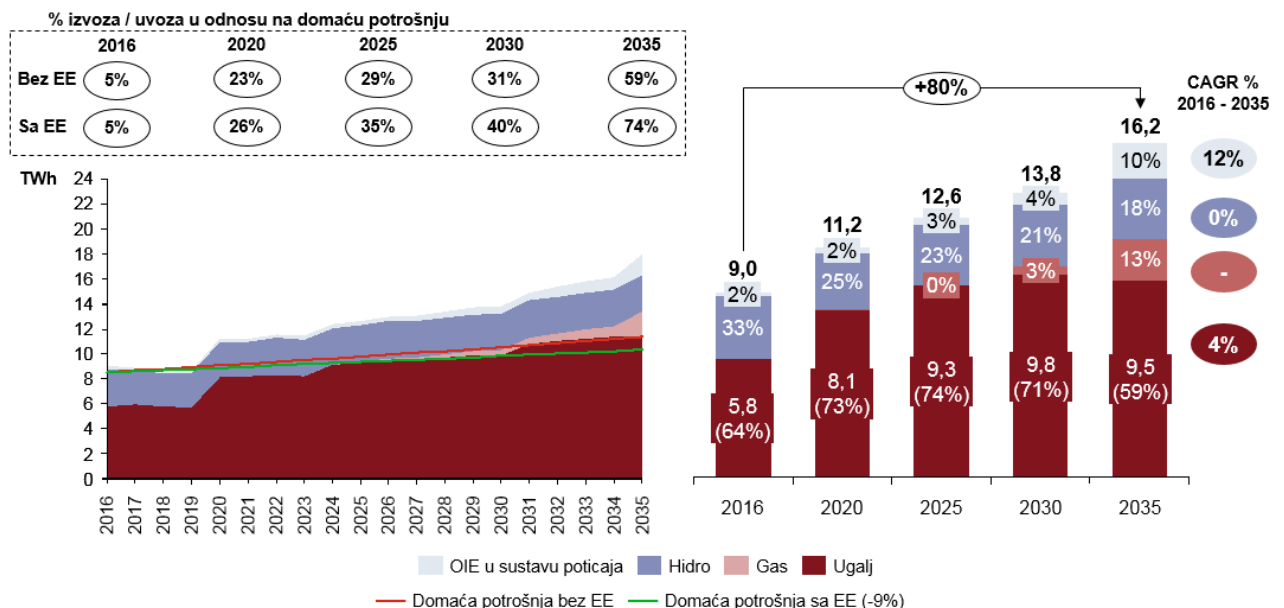 % izvoza / uvoza u odnosu na domaću potrošnju
2016 2020 2025 2030 2035
Bez EE 5% 23% 29% 31% 59%
Sa EE 5% 26% 35% 40% 74%
TWh
24
22
20
18
16
14
12
10
8
6
4
2
0
2016 2017 2018 2019 2020 2021 2022 2023 2024 2025 2026 2027 2028 2029 2030 2031 2032 2033 2034 2035
+80%
CAGR %
2016 - 2035
9,0 11,2 12,6 13,8 16,2
2% 2% 3% 4% 10% 12%
33% 25% 23% 21% 18% 0%
0% 3% 13% -
5,8 8,1 9,3 9,8 9,5 4%
(64%) (73%) (74%) (71%) (59%)
2016 2020 2025 2030 2035
OIE u sustavu poticaja Hidro Gas Ugalj
Domaća potrošnja bez EE Domaća potrošnja sa EE (-9%)